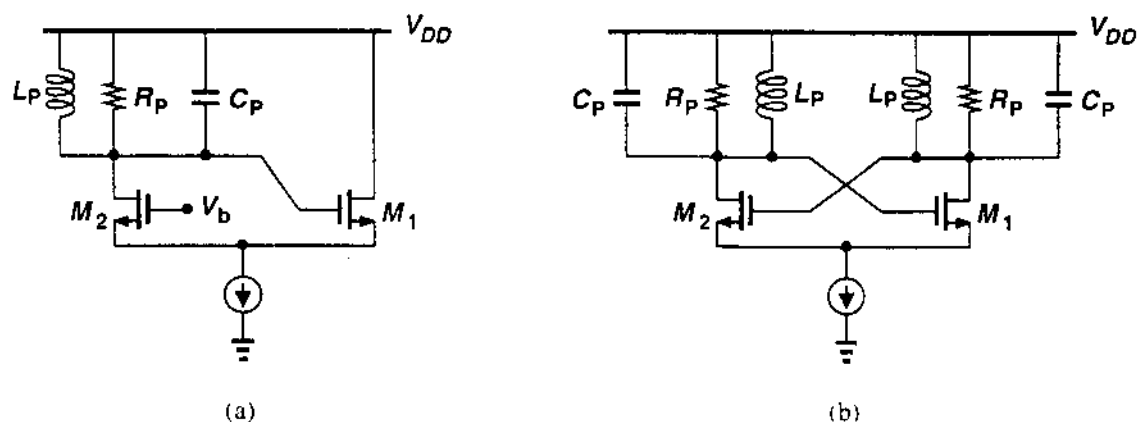 V_DD
L_P
R_P
C_P
M_2
V_b
M_1
(a)
V_DD
C_P
R_P
L_P
L_P
R_P
C_P
M_2
M_1
(b)